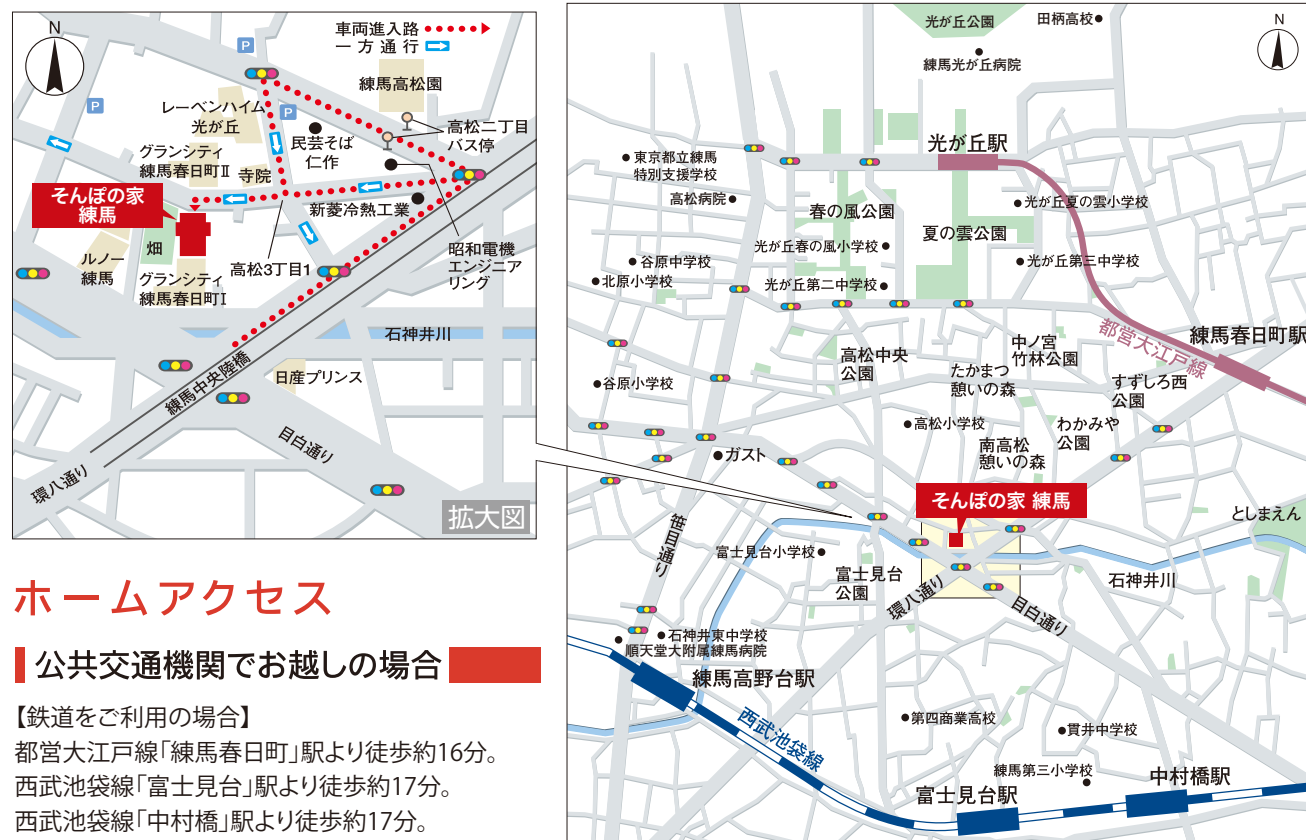 N
車両進入路
一方通行
P
練馬高松園
P
レーベンハイム
光が丘
P
高松二丁目
バス停
民芸そば
仁作
グランシティ
練馬春日町Ⅱ
寺院
そんぽの家
練馬
新菱冷熱工業
畑
ルノー
練馬
グランシティ
練馬春日町Ⅰ
高松3丁目1
昭和電機
エンジニア
リング
石神井川
練馬中央陸橋
日産プリンス
目白通り
環八通り
拡大図
ホームアクセス
公共交通機関でお越しの場合
【鉄道をご利用の場合】
都営大江戸線「練馬春日町」駅より徒歩約16分。
西武池袋線「富士見台」駅より徒歩約17分。
西武池袋線「中村橋」駅より徒歩約17分。
光が丘公園
田柄高校
N
練馬光が丘病院
光が丘駅
東京都立練馬
特別支援学校
高松病院
春の風公園
光が丘夏の雲小学校
夏の雲公園
光が丘春の風小学校
谷原中学校
光が丘第三中学校
北原小学校
光が丘第二中学校
都営大江戸線
練馬春日町駅
高松中央
公園
中ノ宮
竹林公園
たかまつ
憩いの森
すずしろ西
公園
谷原小学校
高松小学校
わかみや
公園
南高松
憩いの森
ガスト
そんぽの家 練馬
としまえん
笹目通り
富士見台小学校
富士見台
公園
環八通り
石神井川
目白通り
石神井東中学校
順天堂大附属練馬病院
練馬高野台駅
西武池袋線
第四商業高校
貫井中学校
練馬第三小学校
中村橋駅
富士見台駅